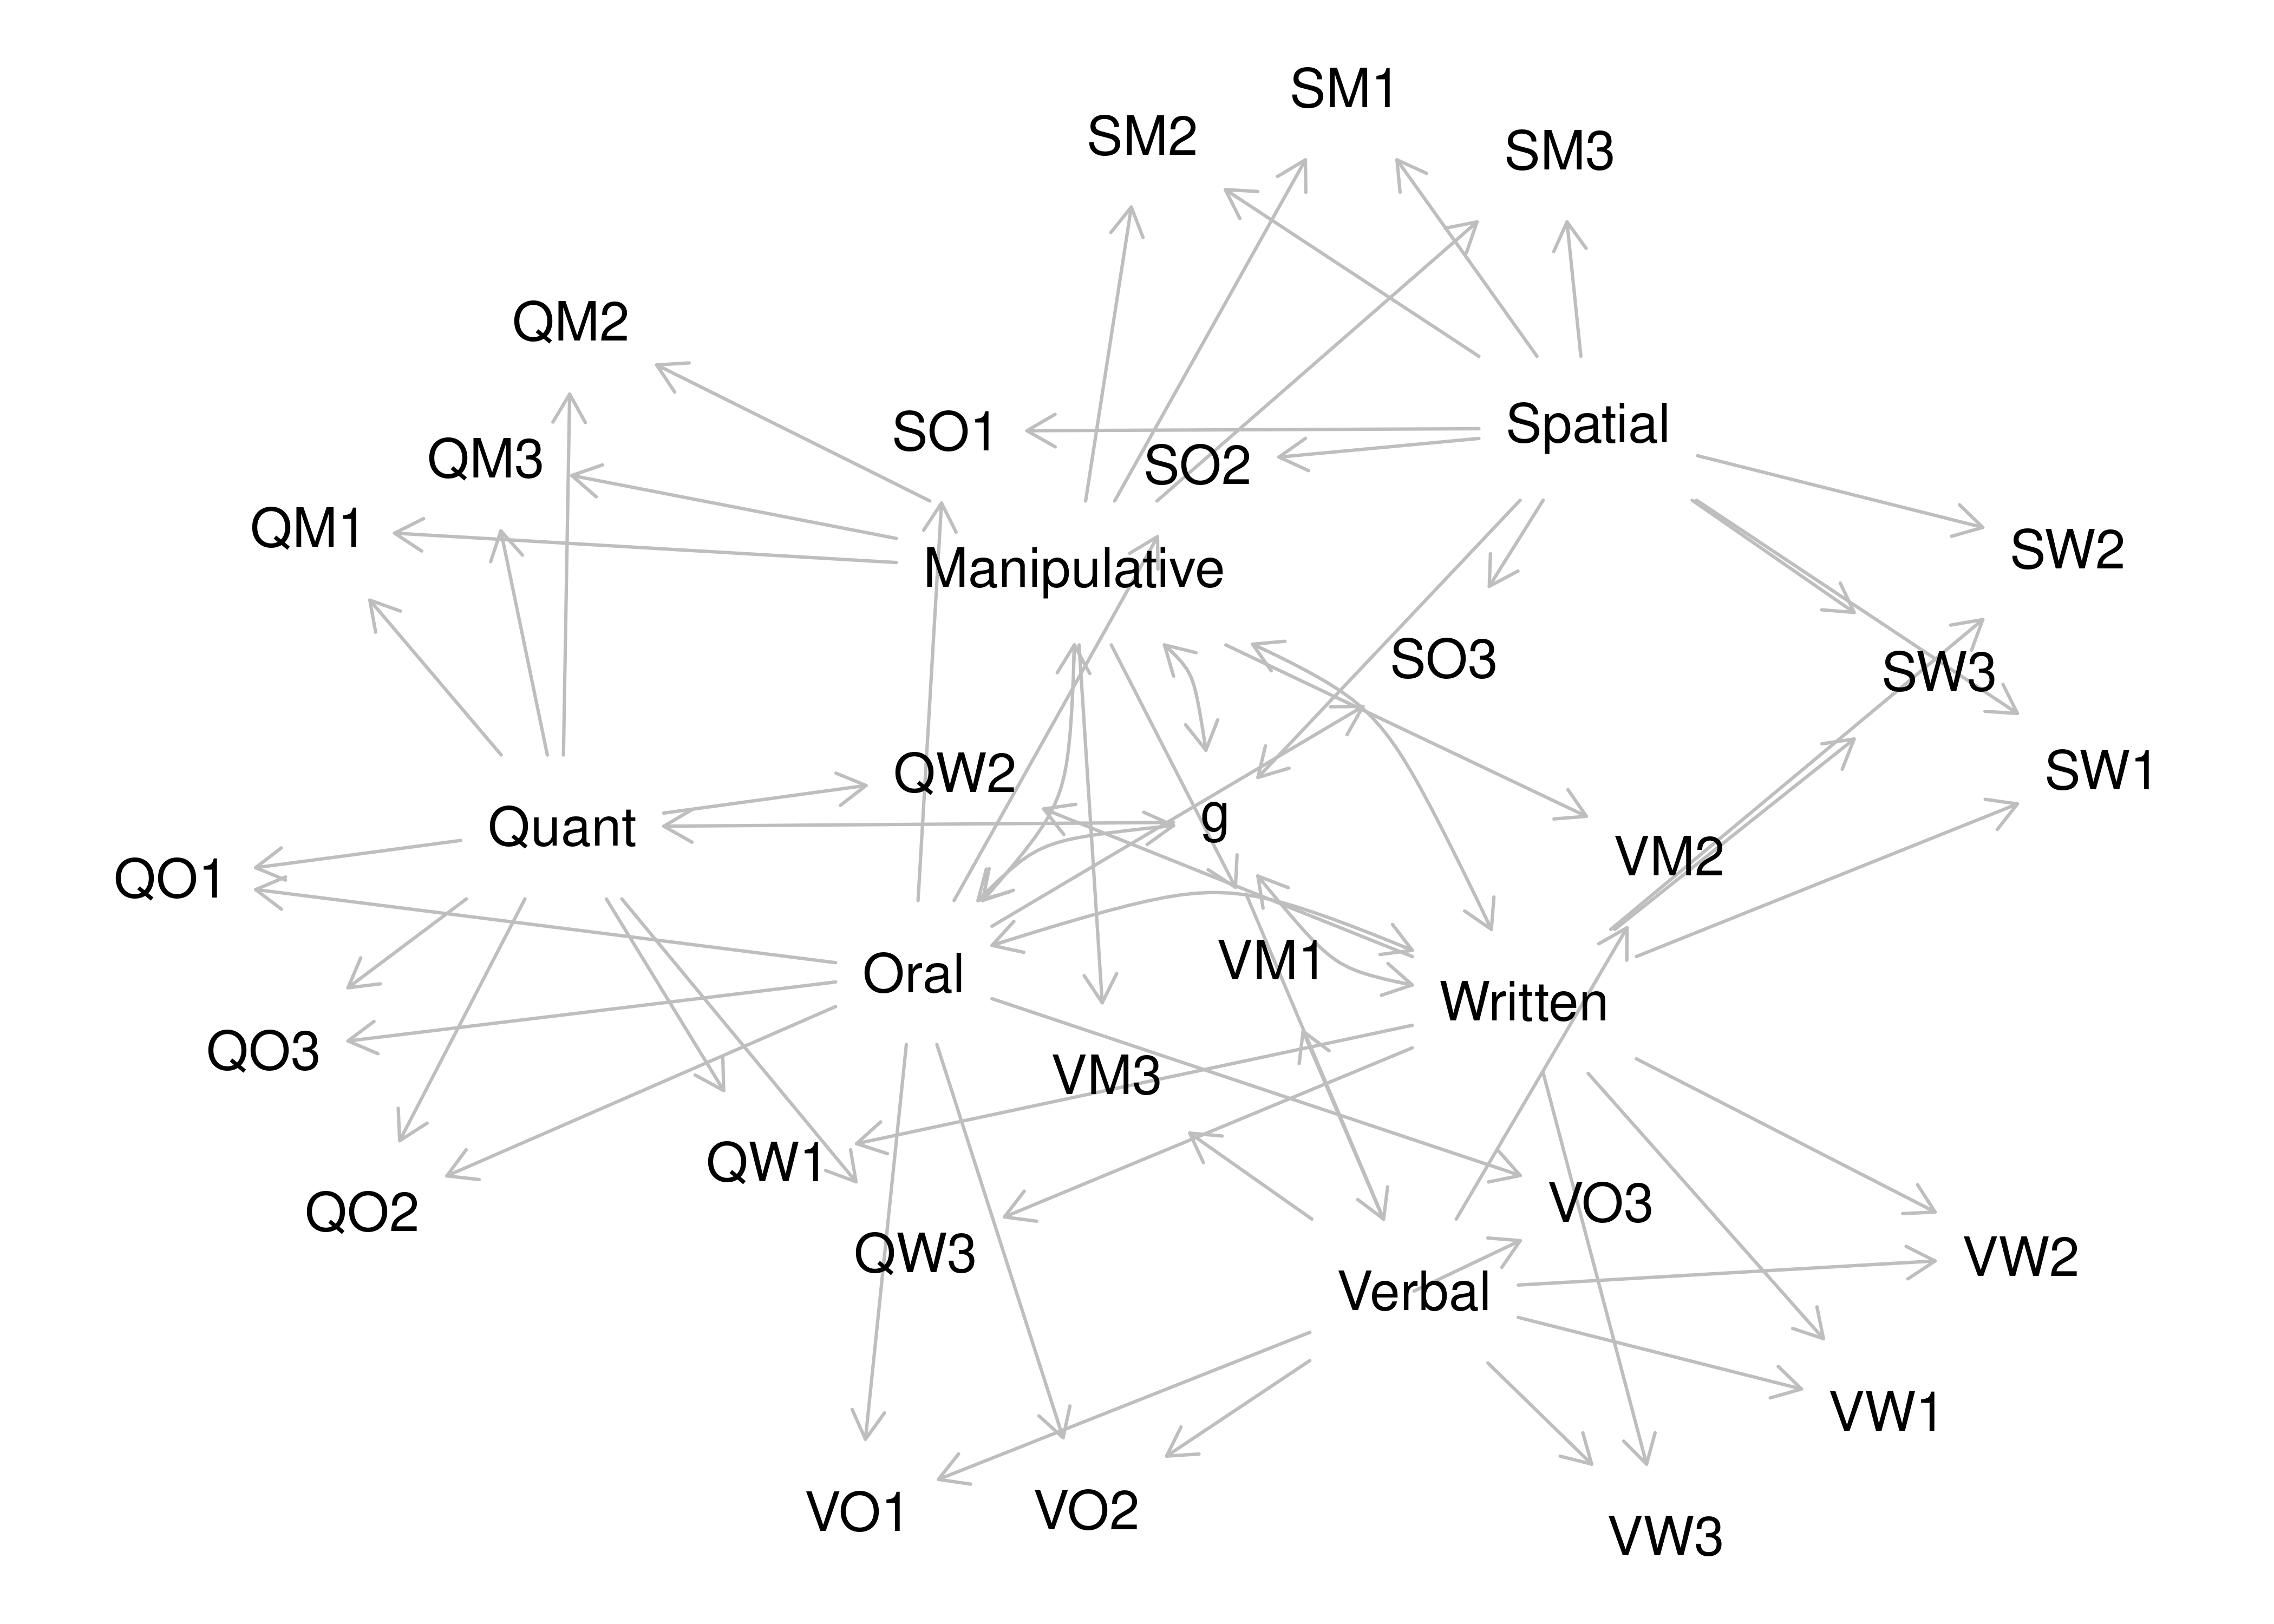 SM1
SM2
SM3
QM2
SO1
Spatial
QM3
SO2
QM1
SW2
Manipulative
SO3
SW3
QW2
SW1
g
Quant
VM2
QO1
VM1
Oral
Written
QO3
VM3
QW1
VO3
QO2
QW3
VW2
Verbal
VW1
VO1
VO2
VW3